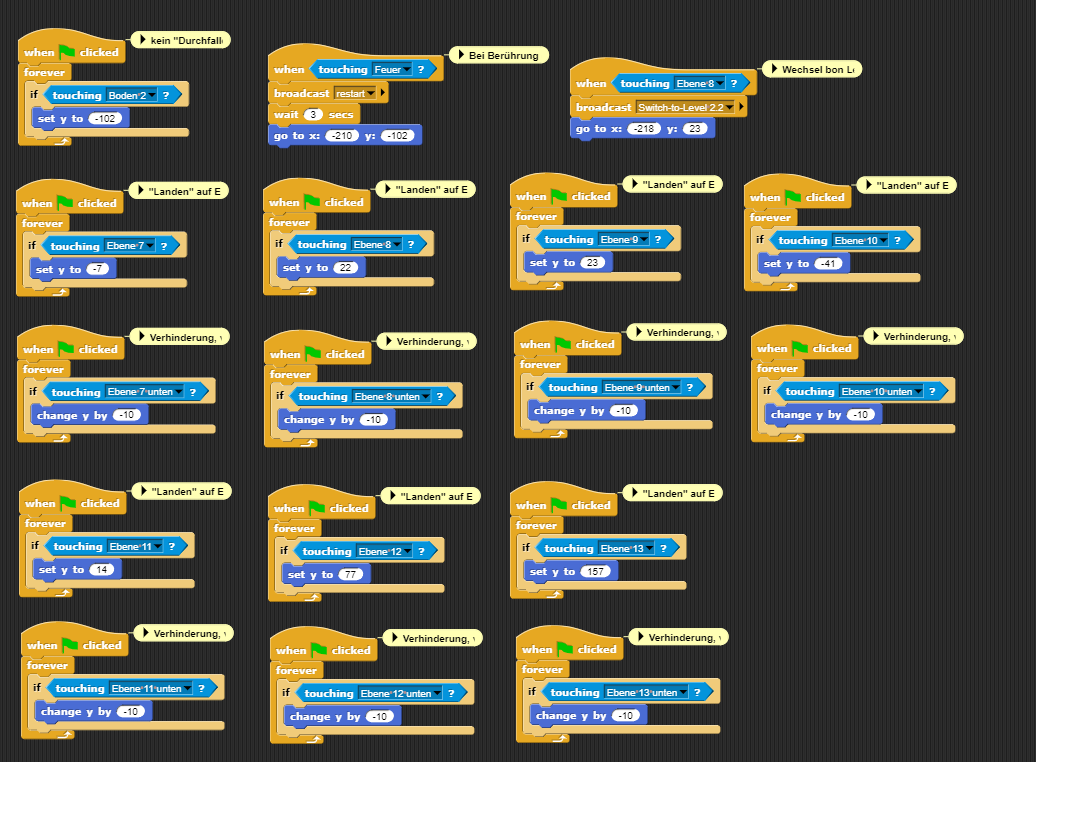 when clicked
kein "Durchfall
forever
if touching Boden 2 ?
set y to -102
when touching Feuer ?
Bei Berührung
broadcast restart
wait 3 secs
go to x: -210 y: -102
when touching Ebene 8 ?
Wechsel bon
broadcast Switch-to-Level 2.2
go to x: -218 y: 23
when clicked
"Landen" auf E
forever
if touching Ebene 7 ?
set y to -7
when clicked
"Landen" auf E
forever
if touching Ebene 8 ?
set y to 22
when clicked
"Landen" auf E
forever
if touching Ebene 9 ?
set y to 23
when clicked
"Landen" auf E
forever
if touching Ebene 10 ?
set y to -41
when clicked
Verhinderung,
forever
if touching Ebene 7 unten ?
change y by -10
when clicked
Verhinderung,
forever
if touching Ebene 8 unten ?
change y by -10
when clicked
Verhinderung,
forever
if touching Ebene 9 unten ?
change y by -10
when clicked
Verhinderung,
forever
if touching Ebene 10 unten ?
change y by -10
when clicked
"Landen" auf E
forever
if touching Ebene 11 ?
set y to 14
when clicked
"Landen" auf E
forever
if touching Ebene 12 ?
set y to 77
when clicked
"Landen" auf E
forever
if touching Ebene 13 ?
set y to 157
when clicked
Verhinderung,
forever
if touching Ebene 11 unten ?
change y by -10
when clicked
Verhinderung,
forever
if touching Ebene 12 unten ?
change y by -10
when clicked
Verhinderung,
forever
if touching Ebene 13 unten ?
change y by -10